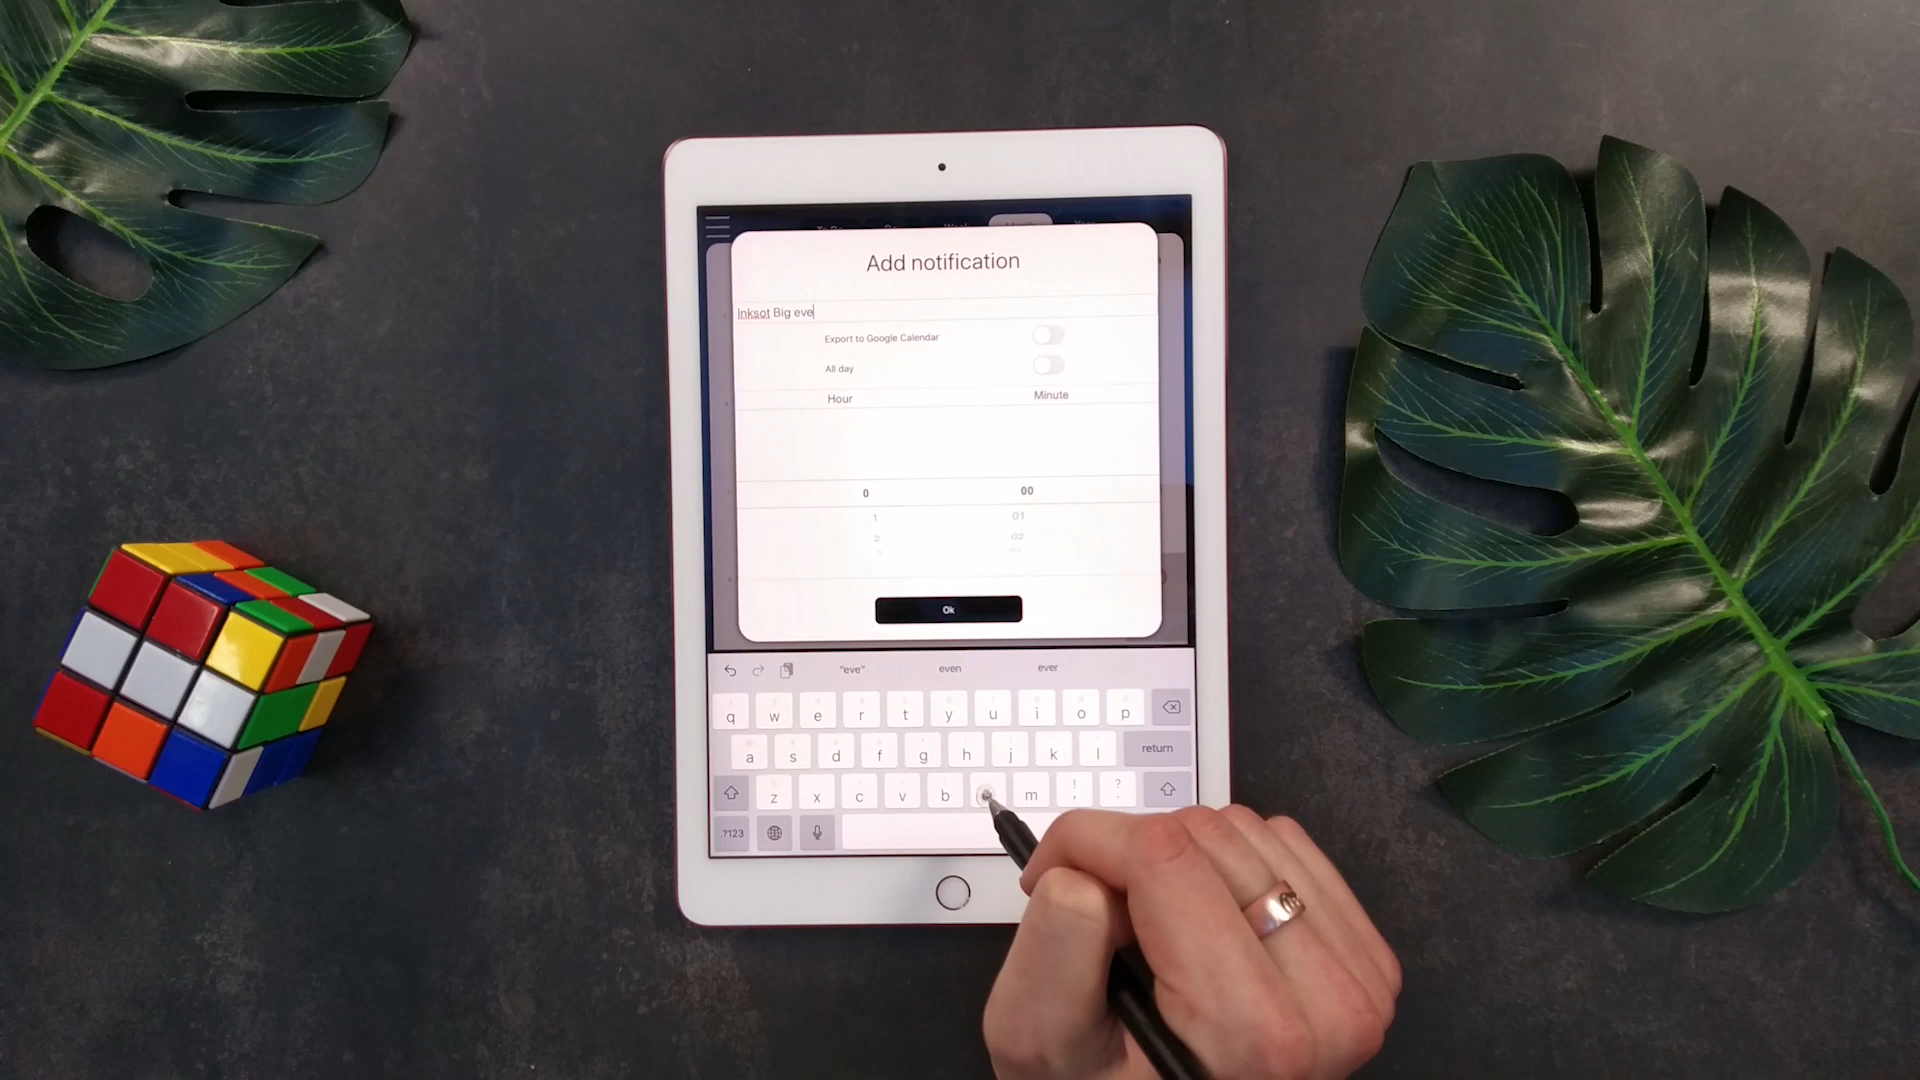 Add notification
Inksot Big eve
Export to Google Calendar
All day
Hour Minute
0 00
1 01
2 02
Ok
"eve" even ever
q w e r t y u i o p
a s d f g h j k l return
z x c v b m ! , ? .
.?123